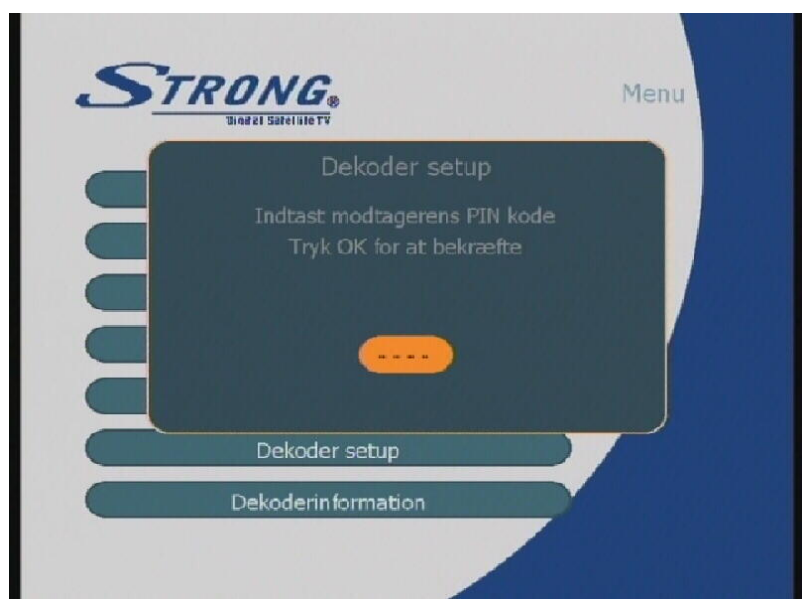 STRONG®
Digital Satellite TV
Menu
Dekoder setup
Indtast modtagerens PIN kode
Tryk OK for at bekræfte
- - - -
Dekoder setup
Dekoderinformation